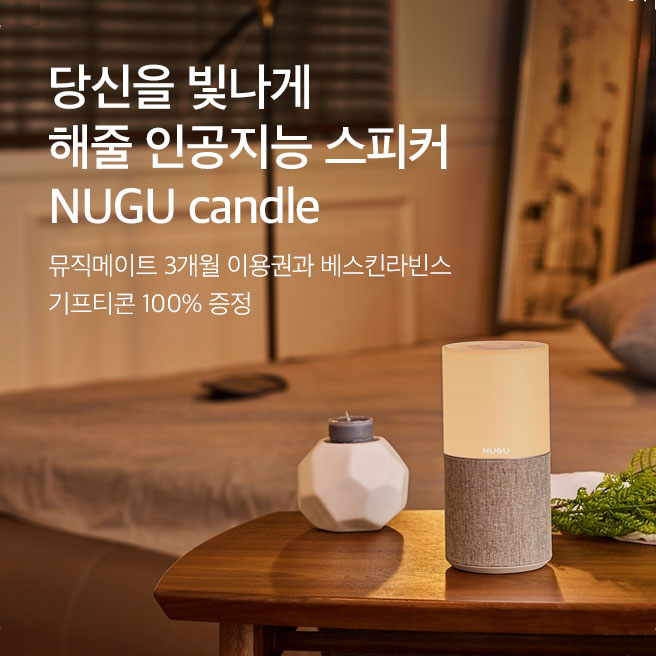 당신을 빛나게
해줄 인공지능 스피커
NUGU candle
뮤직메이트 3개월 이용권과 베스킨라빈스
기프티콘 100% 증정
NUGU